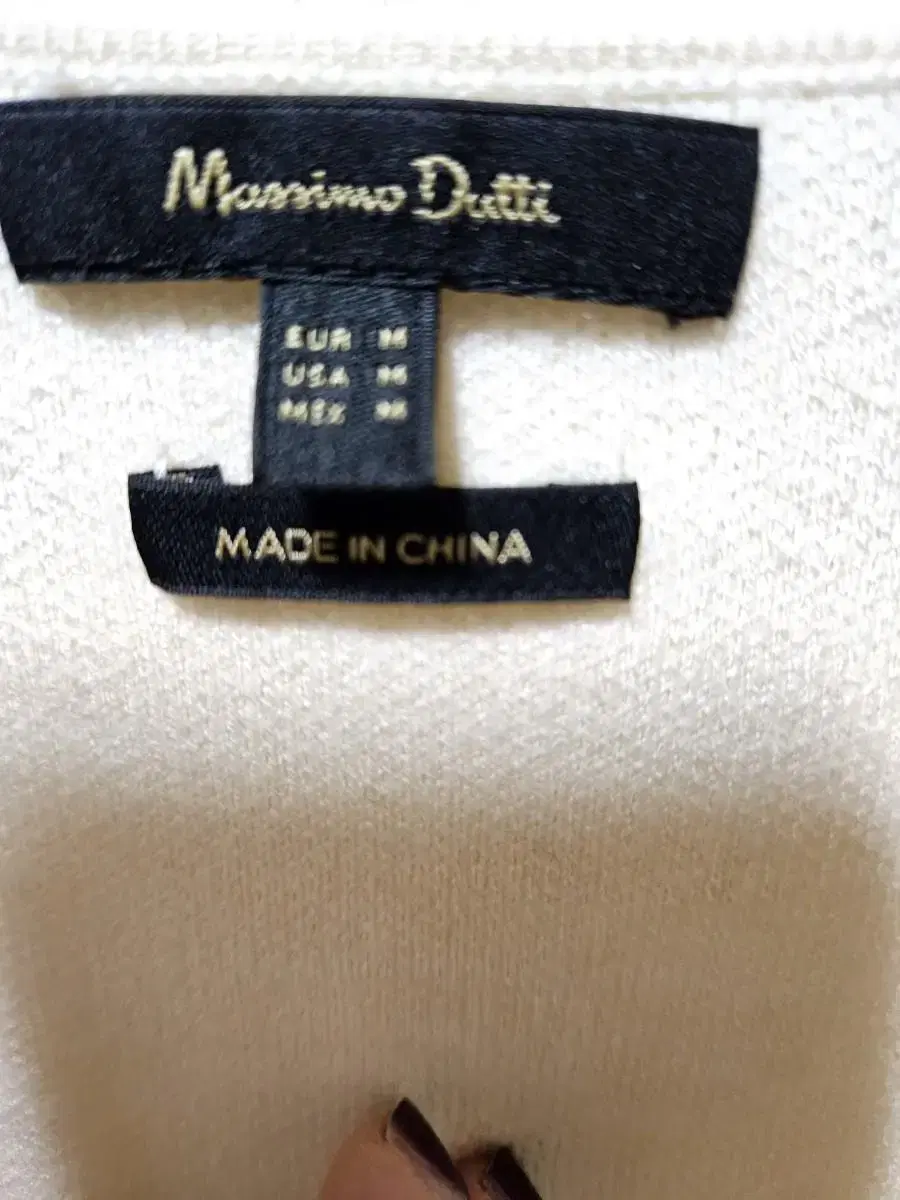 Massimo Dutti
EUR M
USA M
MEX M
MADE IN CHINA